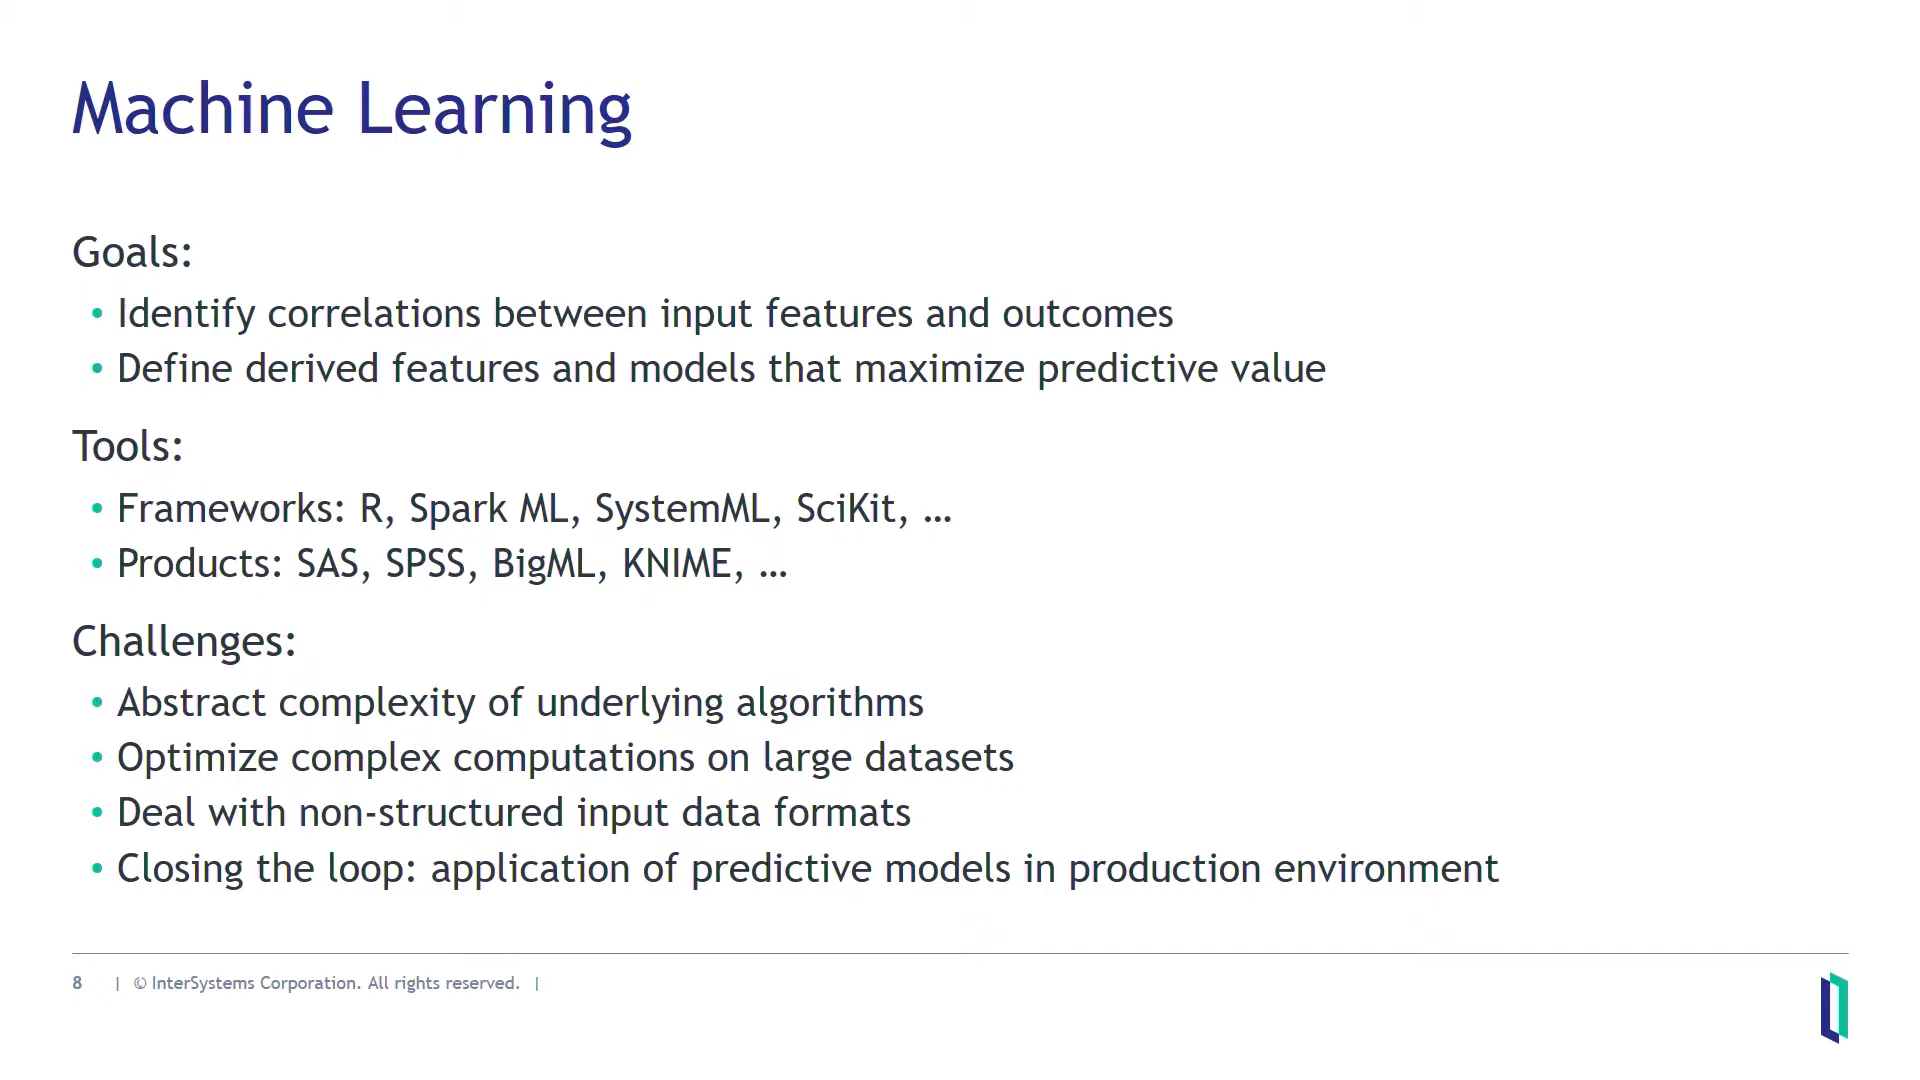 Machine Learning
Goals:
• Identify correlations between input features and outcomes
• Define derived features and models that maximize predictive value
Tools:
• Frameworks: R, Spark ML, SystemML, SciKit, …
• Products: SAS, SPSS, BigML, KNIME, …
Challenges:
• Abstract complexity of underlying algorithms
• Optimize complex computations on large datasets
• Deal with non-structured input data formats
• Closing the loop: application of predictive models in production environment
8 | © InterSystems Corporation. All rights reserved. |